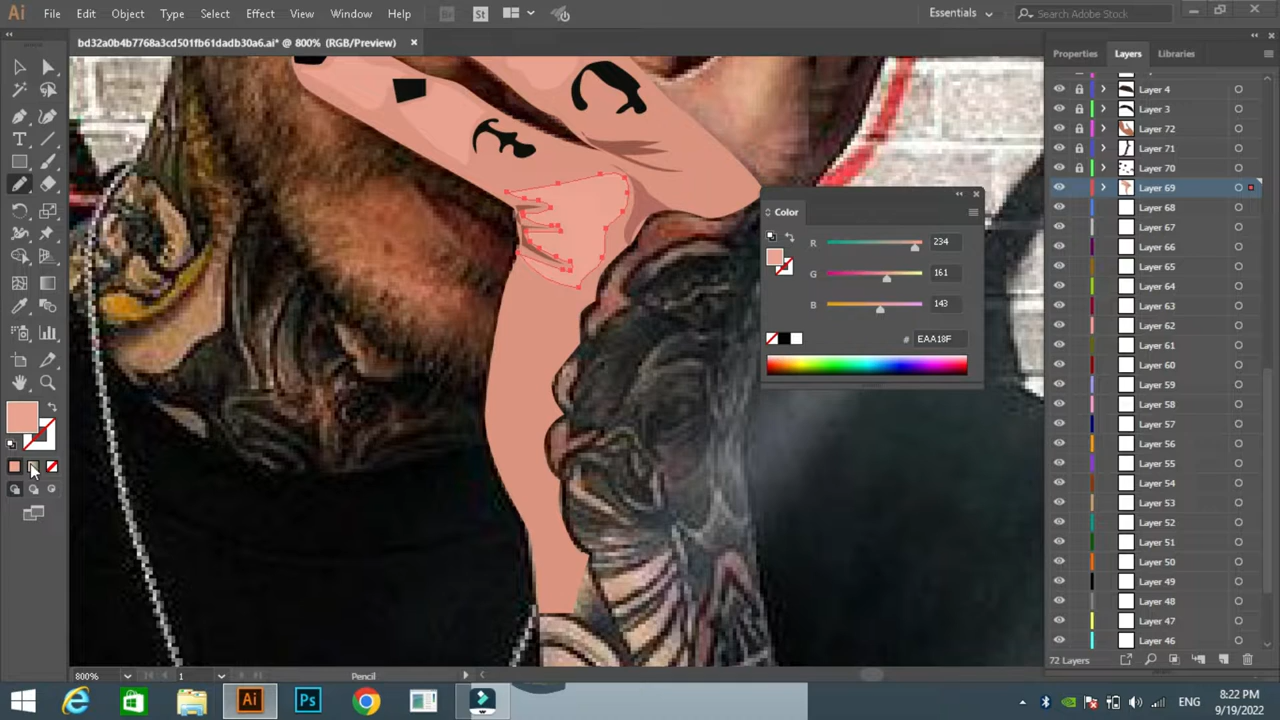 Ai
File Edit Object Type Select Effect View Window Help
Br
St
Essentials
Search Adobe Stock
bd32a0b4b7768a3cd501fb61dadb30a6.ai* @ 800% (RGB/Preview)
Properties
Layers
Libraries
Layer 4
Layer 3
Layer 72
Layer 71
Layer 70
Layer 69
Layer 68
Layer 67
Layer 66
Layer 65
Layer 64
Layer 63
Layer 62
Layer 61
Layer 60
Layer 59
Layer 58
Layer 57
Layer 56
Layer 55
Layer 54
Layer 53
Layer 52
Layer 51
Layer 50
Layer 49
Layer 48
Layer 47
Layer 46
72 Layers
Color
R 234
G 161
B 143
# EAA18F
800%
1
Pencil
Ai
Ps
ENG
8:22 PM
9/19/2022